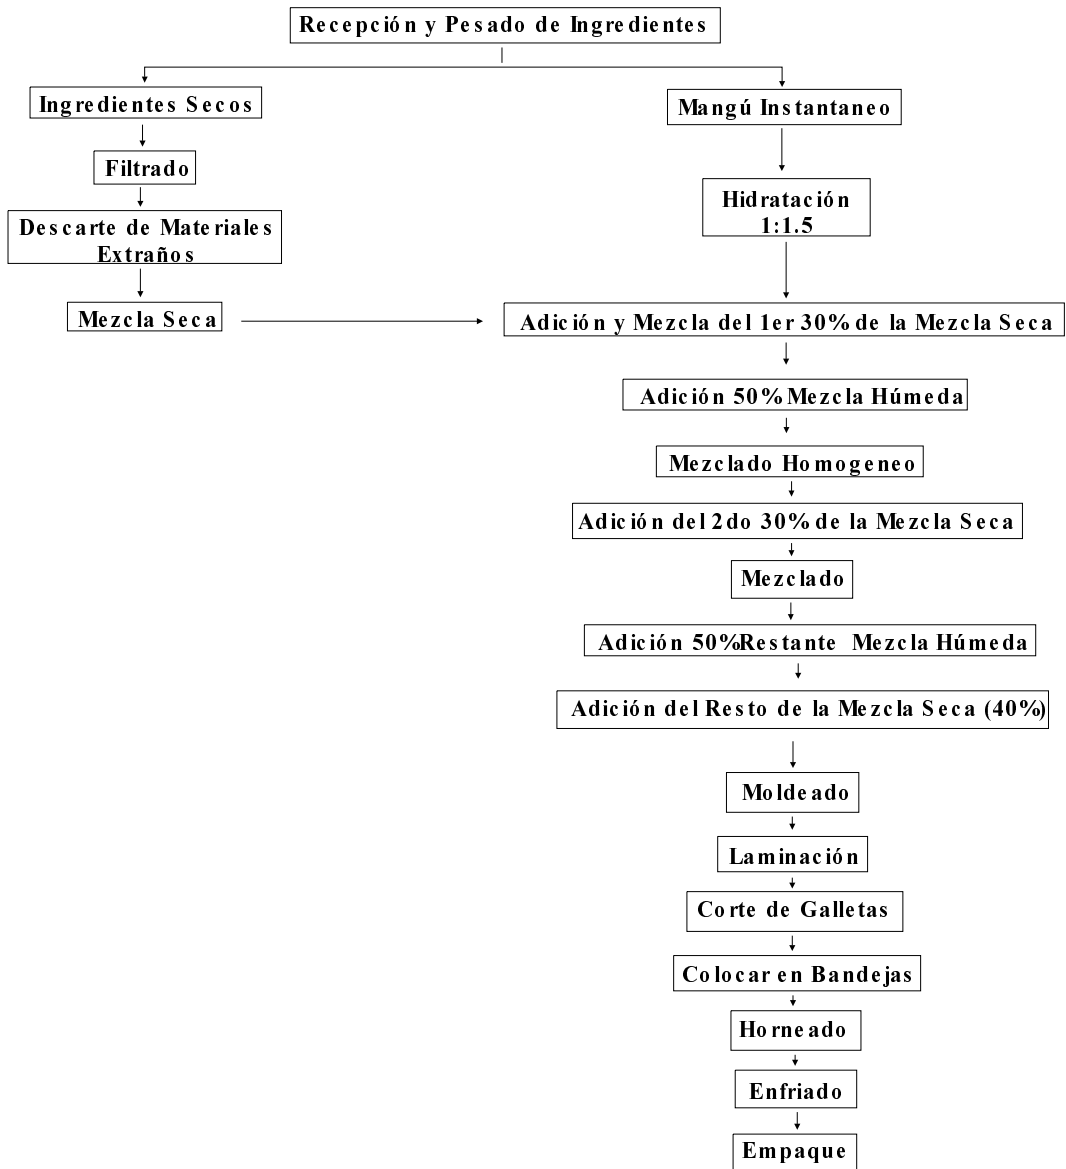 Recepción y Pesado de Ingredientes
Ingredientes Secos
Mangú Instantaneo
Filtrado
Hidratación
1:1.5
Descarte de Materiales
Extraños
Mezcla Seca
Adición y Mezcla del 1er 30% de la Mezcla Seca
Adición 50% Mezcla Húmeda
Mezclado Homogeneo
Adición del 2do 30% de la Mezcla Seca
Mezclado
Adición 50%Restante Mezcla Húmeda
Adición del Resto de la Mezcla Seca (40%)
Moldeado
Laminación
Corte de Galletas
Colocar en Bandejas
Horneado
Enfriado
Empaque